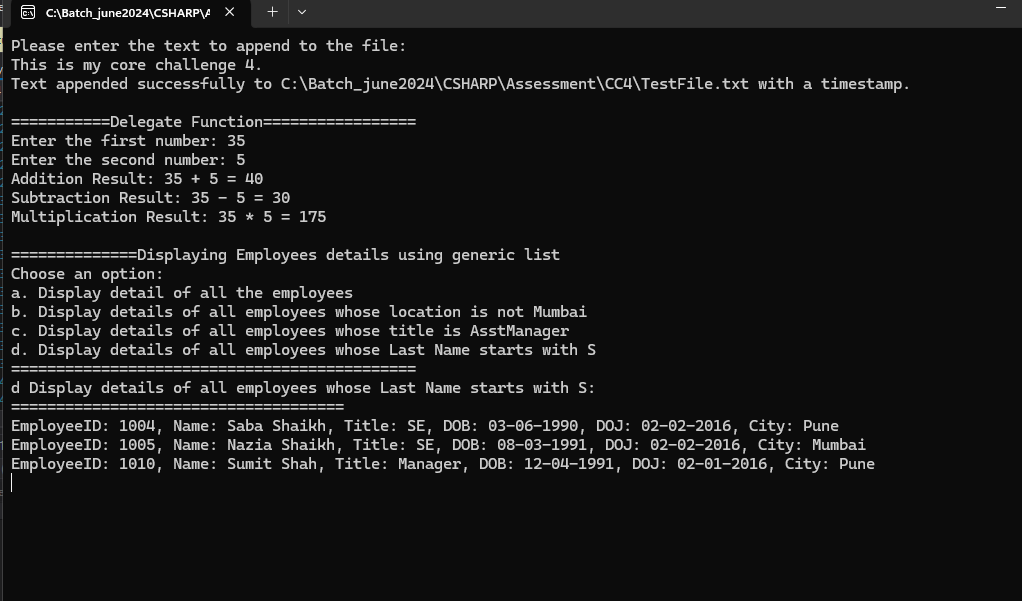 C:\Batch_june2024\CSHARP\A
Please enter the text to append to the file:
This is my core challenge 4.
Text appended successfully to C:\Batch_june2024\CSHARP\Assessment\CC4\TestFile.txt with a timestamp.
===========Delegate Function=================
Enter the first number: 35
Enter the second number: 5
Addition Result: 35 + 5 = 40
Subtraction Result: 35 - 5 = 30
Multiplication Result: 35 * 5 = 175
==============Displaying Employees details using generic list
Choose an option:
a. Display detail of all the employees
b. Display details of all employees whose location is not Mumbai
c. Display details of all employees whose title is AsstManager
d. Display details of all employees whose Last Name starts with S
=============================================
d Display details of all employees whose Last Name starts with S:
=====================================
EmployeeID: 1004, Name: Saba Shaikh, Title: SE, DOB: 03-06-1990, DOJ: 02-02-2016, City: Pune
EmployeeID: 1005, Name: Nazia Shaikh, Title: SE, DOB: 08-03-1991, DOJ: 02-02-2016, City: Mumbai
EmployeeID: 1010, Name: Sumit Shah, Title: Manager, DOB: 12-04-1991, DOJ: 02-01-2016, City: Pune